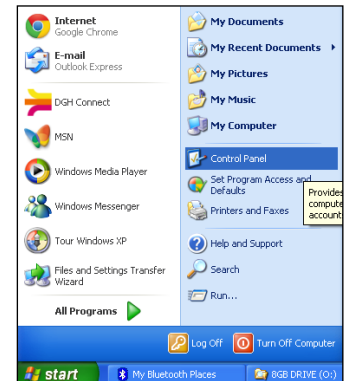 Internet
Google Chrome
E-mail
Outlook Express
DGH Connect
MSN
Windows Media Player
Windows Messenger
Tour Windows XP
Files and Settings Transfer
Wizard
All Programs
My Documents
My Recent Documents
My Pictures
My Music
My Computer
Control Panel
Set Program Access and
Defaults
Provides
compute
account
Printers and Faxes
Help and Support
Search
Run...
Log Off
Turn Off Computer
start
My Bluetooth Places
8GB DRIVE (O:)